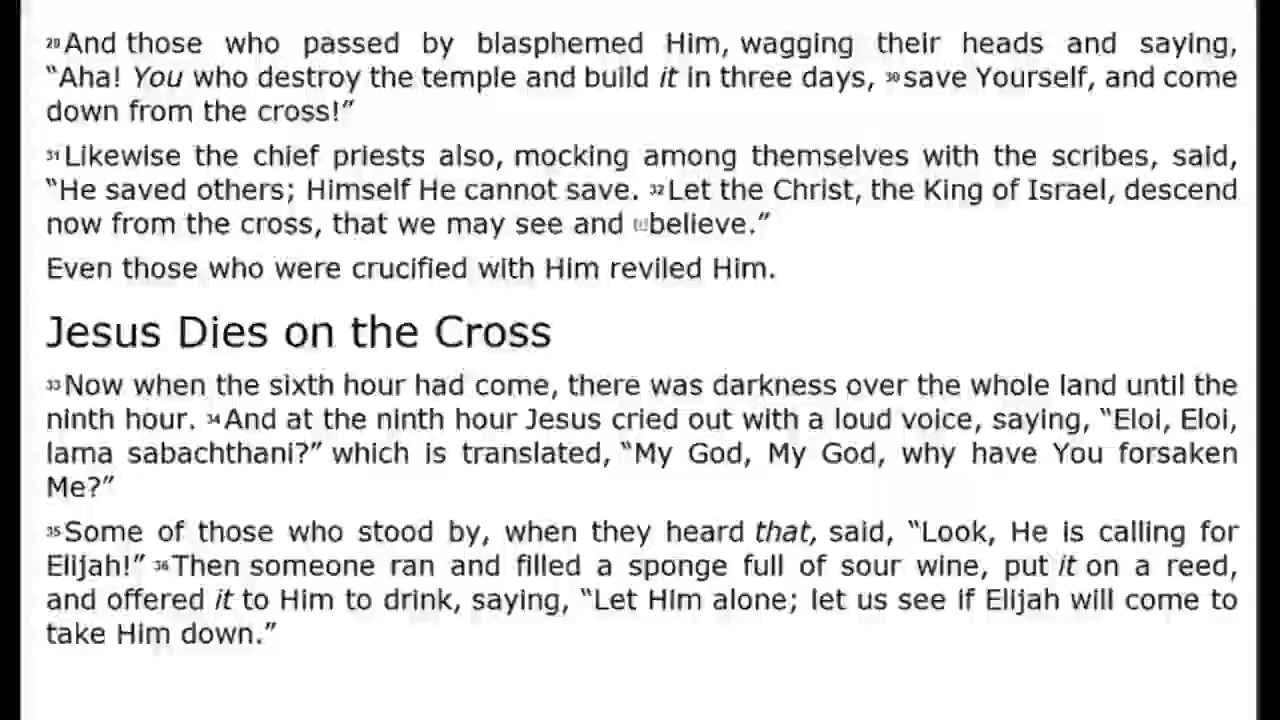 29And those who passed by blasphemed Him, wagging their heads and saying,
“Aha! You who destroy the temple and build it in three days, 30save Yourself, and come
down from the cross!”
31Likewise the chief priests also, mocking among themselves with the scribes, said,
“He saved others; Himself He cannot save. 32Let the Christ, the King of Israel, descend
now from the cross, that we may see and believe.”
Even those who were crucified with Him reviled Him.
Jesus Dies on the Cross
33Now when the sixth hour had come, there was darkness over the whole land until the
ninth hour. 34And at the ninth hour Jesus cried out with a loud voice, saying, “Eloi, Eloi,
lama sabachthani?” which is translated, “My God, My God, why have You forsaken
Me?”
35Some of those who stood by, when they heard that, said, “Look, He is calling for
Elijah!” 36Then someone ran and filled a sponge full of sour wine, put it on a reed,
and offered it to Him to drink, saying, “Let Him alone; let us see if Elijah will come to
take Him down.”